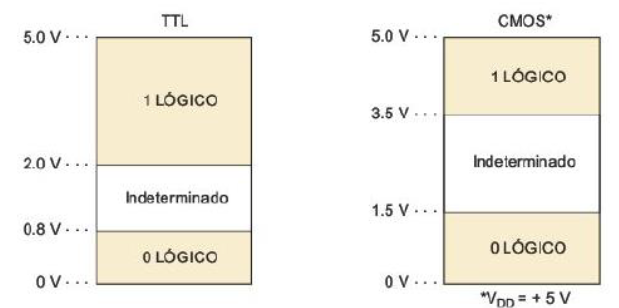 TTL
5.0 V · · ·
1 LÓGICO
2.0 V · · ·
Indeterminado
0.8 V · · ·
0 LÓGICO
0 V · · ·
CMOS*
5.0 V · · ·
1 LÓGICO
3.5 V · · ·
Indeterminado
1.5 V · · ·
0 LÓGICO
0 V · · ·
*V_DD = + 5 V